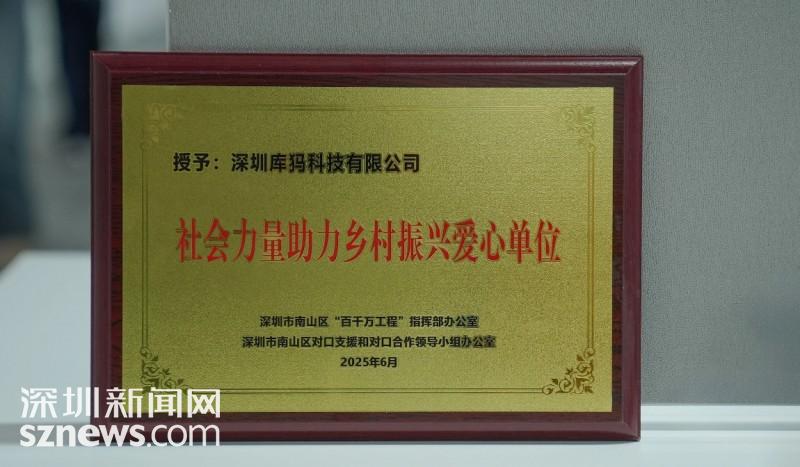 授予：深圳库犸科技有限公司
社会力量助力乡村振兴爱心单位
深圳市南山区“百千万工程”指挥部办公室
深圳市南山区对口支援和对口合作领导小组办公室
2025年6月
深圳新闻网
sznews.com